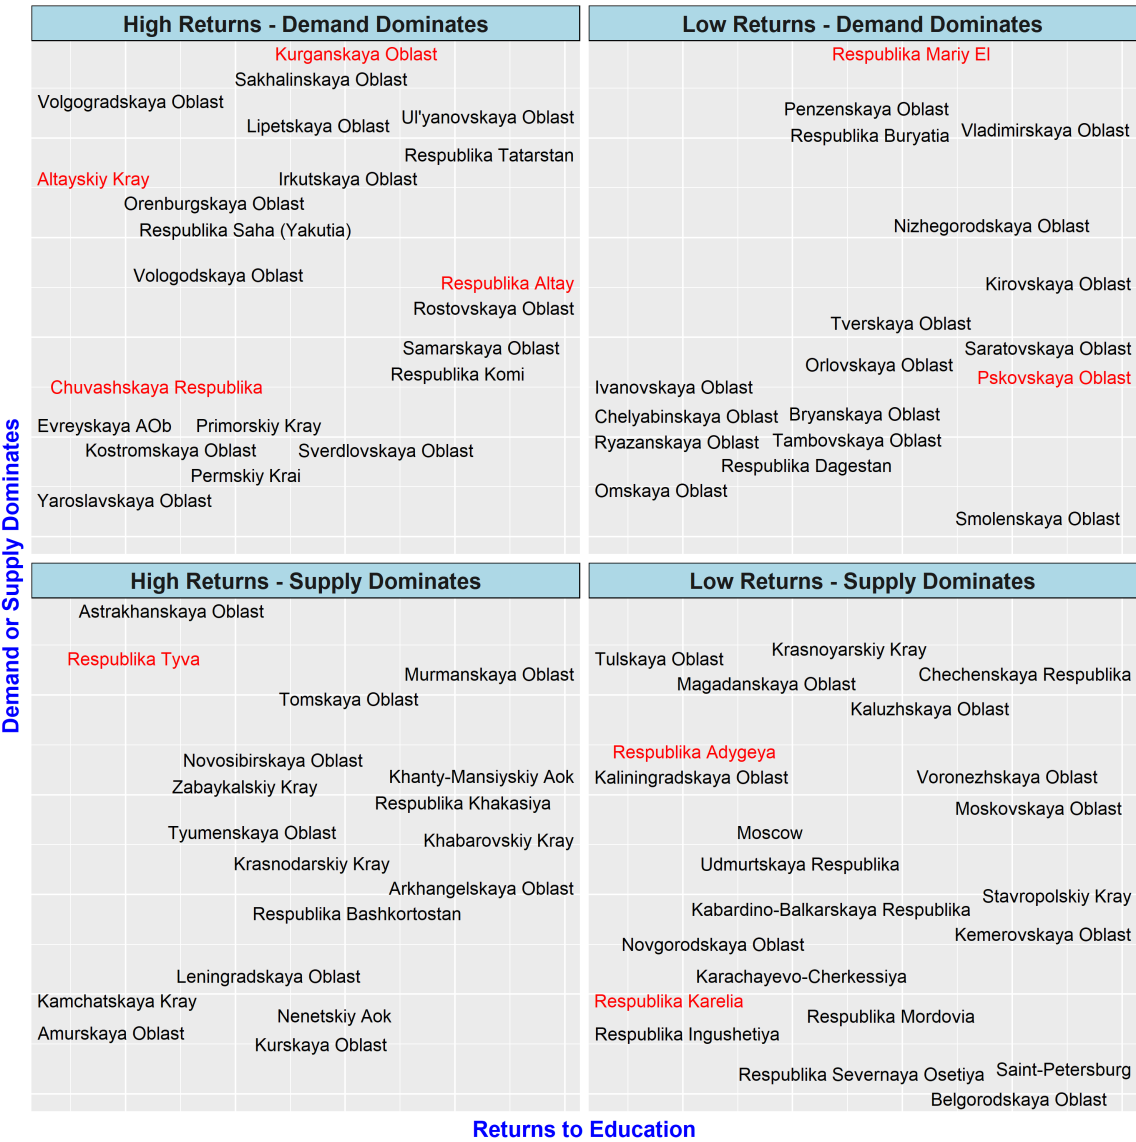 High Returns - Demand Dominates
Kurganskaya Oblast
Sakhalinskaya Oblast
Volgogradskaya Oblast
Ul'yanovskaya Oblast
Lipetskaya Oblast
Respublika Tatarstan
Altayskiy Kray
Irkutskaya Oblast
Orenburgskaya Oblast
Respublika Saha (Yakutia)
Vologodskaya Oblast
Respublika Altay
Rostovskaya Oblast
Samarskaya Oblast
Respublika Komi
Chuvashskaya Respublika
Evreyskaya AOb
Primorskiy Kray
Kostromskaya Oblast
Sverdlovskaya Oblast
Permskiy Krai
Yaroslavskaya Oblast
Low Returns - Demand Dominates
Respublika Mariy El
Penzenskaya Oblast
Vladimirskaya Oblast
Respublika Buryatia
Nizhegorodskaya Oblast
Kirovskaya Oblast
Tverskaya Oblast
Saratovskaya Oblast
Orlovskaya Oblast
Pskovskaya Oblast
Ivanovskaya Oblast
Chelyabinskaya Oblast
Bryanskaya Oblast
Ryazanskaya Oblast
Tambovskaya Oblast
Respublika Dagestan
Omskaya Oblast
Smolenskaya Oblast
High Returns - Supply Dominates
Astrakhanskaya Oblast
Respublika Tyva
Murmanskaya Oblast
Tomskaya Oblast
Novosibirskaya Oblast
Khanty-Mansiyskiy Aok
Zabaykalskiy Kray
Respublika Khakasiya
Tyumenskaya Oblast
Khabarovskiy Kray
Krasnodarskiy Kray
Arkhangelskaya Oblast
Respublika Bashkortostan
Leningradskaya Oblast
Kamchatskaya Kray
Nenetskiy Aok
Amurskaya Oblast
Kurskaya Oblast
Low Returns - Supply Dominates
Krasnoyarskiy Kray
Tulskaya Oblast
Chechenskaya Respublika
Magadanskaya Oblast
Kaluzhskaya Oblast
Respublika Adygeya
Kaliningradskaya Oblast
Voronezhskaya Oblast
Moskovskaya Oblast
Moscow
Udmurtskaya Respublika
Stavropolskiy Kray
Kabardino-Balkarskaya Respublika
Kemerovskaya Oblast
Novgorodskaya Oblast
Karachayevo-Cherkessiya
Respublika Karelia
Respublika Mordovia
Respublika Ingushetiya
Saint-Petersburg
Respublika Severnaya Osetiya
Belgorodskaya Oblast
Demand or Supply Dominates
Returns to Education